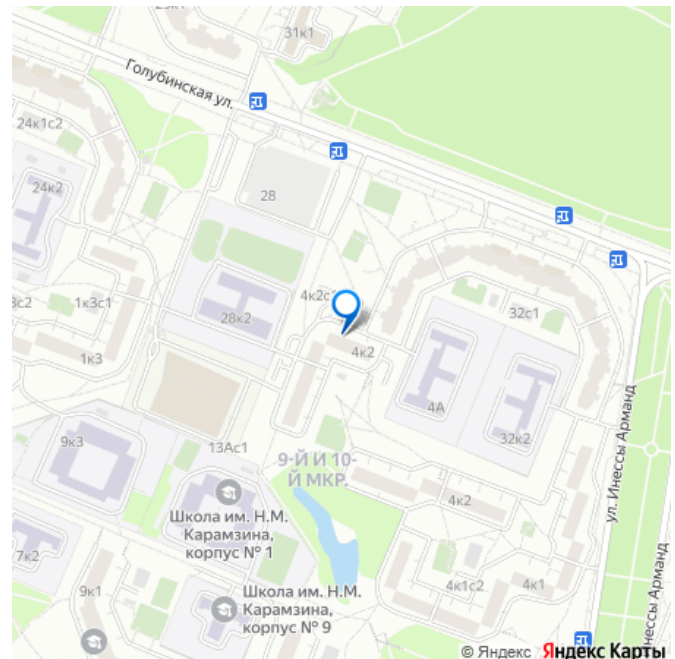 31к1
Голубинская ул.
24к1с2
24к2
28
4к2с1
32с1
3с2
1к3с1
28к2
1к3
4к2
4А
32к2
ул. Инессы Арманд
9к3
13Ас1
9-Й И 10-
Й МКР.
4к2
Школа им. Н.М.
Карамзина,
корпус № 1
7к2
9к1
Школа им. Н.М.
Карамзина,
корпус № 9
4к1с2
4к1
Инессы Арманд
© Яндекс Яндекс Карты